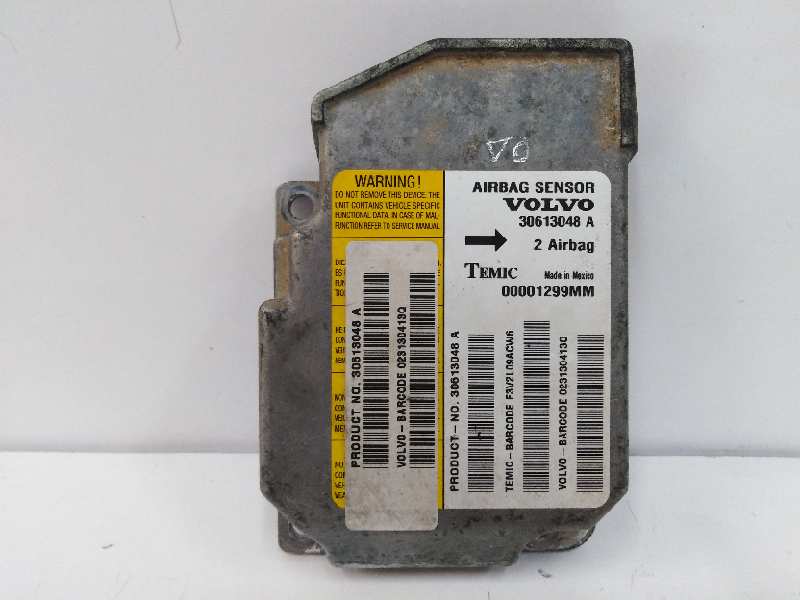 VO
WARNING!
DO NOT REMOVE THIS DEVICE. THE
UNIT CONTAINS VEHICLE SPECIFIC
FUNCTIONAL DATA. IN CASE OF MAL
FUNCTION REFER TO SERVICE MANUAL
PRODUCT NO. 30613048 A
VOLVO-BARCODE 0231304130
AIRBAG SENSOR
VOLVO
30613048 A
2 Airbag
TEMIC Made in Mexico
00001299MM
PRODUCT-NO. 30613048 A
TEMIC-BARCODE
VOLVO-BARCODE 0231304130